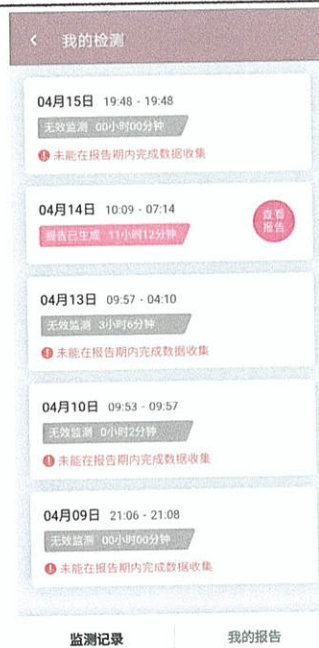 我的检测
04月15日 19:48 - 19:48
无效监测 00小时00分钟
未能在报告期内完成数据收集
04月14日 10:09 - 07:14
报告已生成 11小时12分钟
查看
报告
04月13日 09:57 - 04:10
无效监测 3小时6分钟
未能在报告期内完成数据收集
04月10日 09:53 - 09:57
无效监测 0小时2分钟
未能在报告期内完成数据收集
04月09日 21:06 - 21:08
无效监测 00小时00分钟
未能在报告期内完成数据收集
监测记录 我的报告